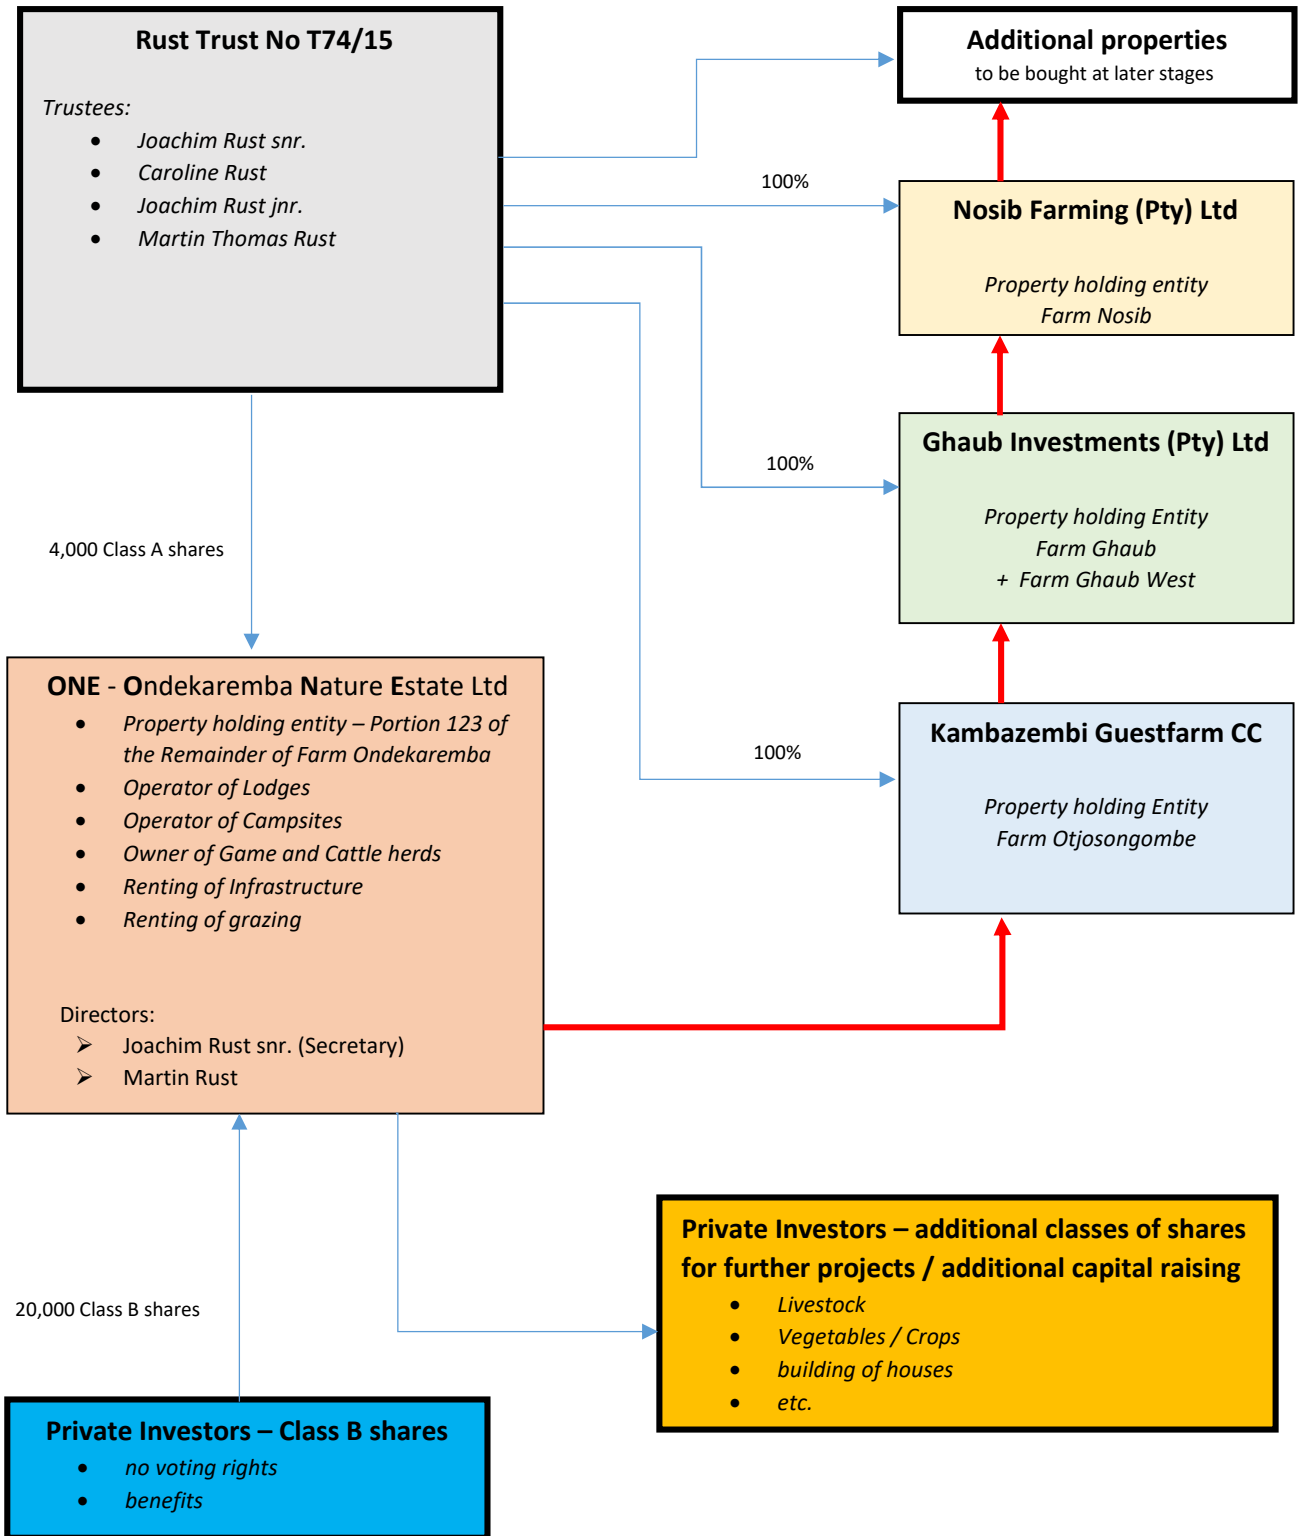 Rust Trust No T74/15
Trustees:
• Joachim Rust snr.
• Caroline Rust
• Joachim Rust jnr.
• Martin Thomas Rust
Additional properties
to be bought at later stages
100%
Nosib Farming (Pty) Ltd
Property holding entity
Farm Nosib
100%
Ghaub Investments (Pty) Ltd
Property holding Entity
Farm Ghaub
+ Farm Ghaub West
4,000 Class A shares
100%
Kambazembi Guestfarm CC
Property holding Entity
Farm Otjosongombe
ONE - Ondekaremba Nature Estate Ltd
• Property holding entity – Portion 123 of
the Remainder of Farm Ondekaremba
• Operator of Lodges
• Operator of Campsites
• Owner of Game and Cattle herds
• Renting of Infrastructure
• Renting of grazing
Directors:
➢ Joachim Rust snr. (Secretary)
➢ Martin Rust
20,000 Class B shares
Private Investors – additional classes of shares
for further projects / additional capital raising
• Livestock
• Vegetables / Crops
• building of houses
• etc.
Private Investors – Class B shares
• no voting rights
• benefits